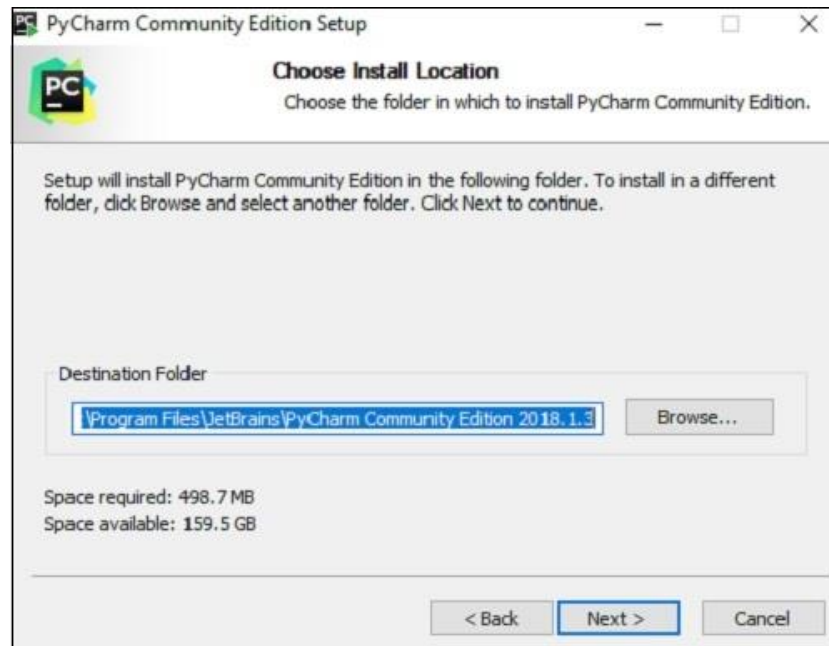 PyCharm Community Edition Setup
PC
Choose Install Location
Choose the folder in which to install PyCharm Community Edition.
Setup will install PyCharm Community Edition in the following folder. To install in a different
folder, click Browse and select another folder. Click Next to continue.
Destination Folder
\Program Files\JetBrains\PyCharm Community Edition 2018.1.3
Browse...
Space required: 498.7 MB
Space available: 159.5 GB
< Back
Next >
Cancel